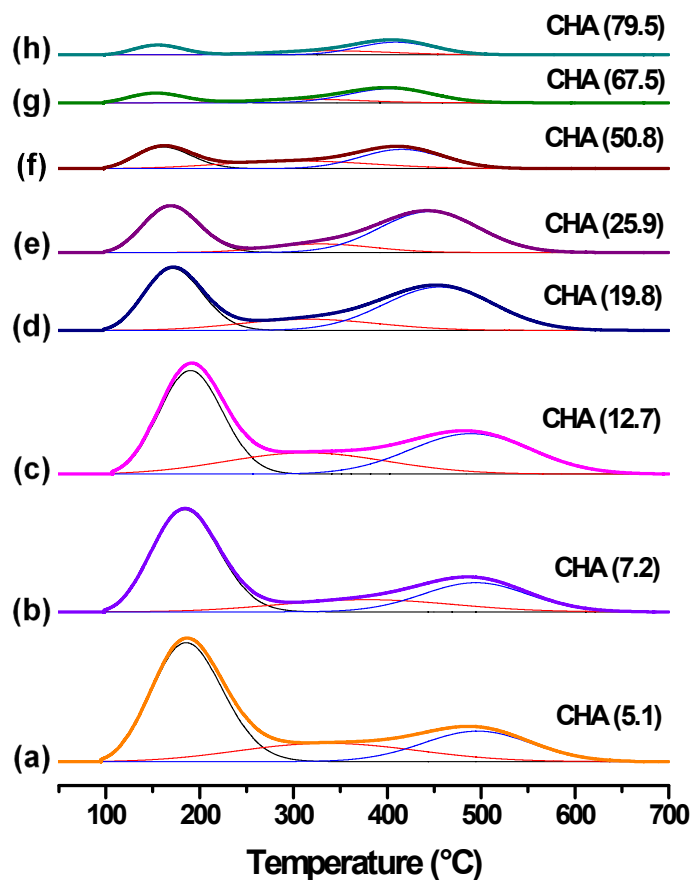 (h) CHA (79.5)
(g) CHA (67.5)
(f) CHA (50.8)
(e) CHA (25.9)
(d) CHA (19.8)
(c) CHA (12.7)
(b) CHA (7.2)
(a) CHA (5.1)
100 200 300 400 500 600 700
Temperature (°C)